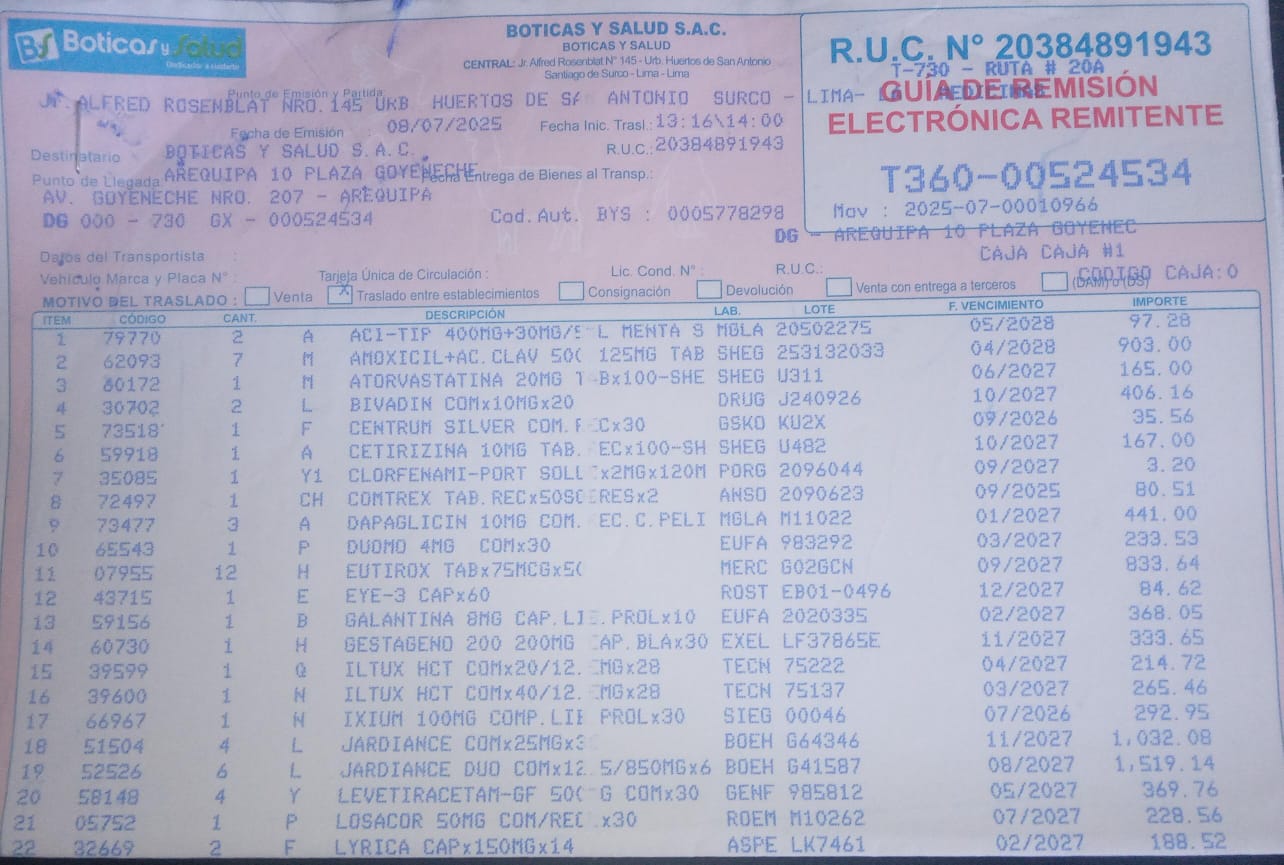 BS Boticas y Salud
Dedicados a cuidarte
BOTICAS Y SALUD S.A.C.
BOTICAS Y SALUD
CENTRAL: Jr. Alfred Rosenblat N° 145 - Urb. Huertos de San Antonio
Santiago de Surco - Lima - Lima
R.U.C. N° 20384891943
T-730 - RUTA # 20A
GUÍA DE REMISIÓN
ELECTRÓNICA REMITENTE
T360-00524534
Mov : 2025-07-00010966
Punto de Emisión y Partida
Jr. ALFRED ROSENBLAT NRO. 145 URB HUERTOS DE SA ANTONIO SURCO - LIMA-
Fecha de Emisión : 08/07/2025 Fecha Inic. Trasl.: 13:16\14:00
Destinatario BOTICAS Y SALUD S.A.C. R.U.C.: 20384891943
Punto de Llegada AREQUIPA 10 PLAZA GOYENECHE Fecha Entrega de Bienes al Transp.:
AV. GOYENECHE NRO. 207 - AREQUIPA
DG 000 - 730 GX - 000524534 Cod.Aut. BYS : 0005778298
DG - AREQUIPA 10 PLAZA GOYENEC
CAJA CAJA #1
Datos del Transportista :
Vehículo Marca y Placa N° : Tarjeta Única de Circulación : Lic. Cond. N° : R.U.C.: CODIGO CAJA:0
MOTIVO DEL TRASLADO : Venta X Traslado entre establecimientos Consignación Devolución Venta con entrega a terceros
ITEM CÓDIGO CANT. DESCRIPCIÓN LAB. LOTE F. VENCIMIENTO IMPORTE
1 79770 2 A ACI-TIP 400MG+30MG/5 L MENTA S MGLA 20502275 05/2028 97.28
2 62093 7 M AMOXICIL+AC.CLAV 500 125MG TAB SHEG 253132033 04/2028 903.00
3 80172 1 M ATORVASTATINA 20MG T Bx100-SHE SHEG U311 06/2027 165.00
4 30702 2 L BIVADIN COMx10MGx20 DRUG J240926 10/2027 406.16
5 73518 1 F CENTRUM SILVER COM.R Cx30 GSKO KU2X 09/2026 35.56
6 59918 1 A CETIRIZINA 10MG TAB. ECx100-SH SHEG U482 10/2027 167.00
7 35085 1 Y1 CLORFENAMI-PORT SOLL x2MGx120M PORG 2096044 09/2027 3.20
8 72497 1 CH COMTREX TAB.RECx50SOBRESx2 ANSO 2090623 09/2025 80.51
9 73477 3 A DAPAGLICIN 10MG COM. EC.C.PELI MGLA M11022 01/2027 441.00
10 65543 1 P DUOMO 4MG COMx30 EUFA 983292 03/2027 233.53
11 07955 12 H EUTIROX TABx75MCGx50 MERC G02GCN 09/2027 833.64
12 43715 1 E EYE-3 CAPx60 ROST EB01-0496 12/2027 84.62
13 59156 1 B GALANTINA 8MG CAP.LIB.PROLx10 EUFA 2020335 02/2027 368.05
14 60730 1 H GESTAGENO 200 200MG CAP.BLAx30 EXEL LF37865E 11/2027 333.65
15 39599 1 Q ILTUX HCT COMx20/12. MGx28 TECN 75222 04/2027 214.72
16 39600 1 N ILTUX HCT COMx40/12. MGx28 TECN 75137 03/2027 265.46
17 66967 1 N IXIUM 100MG COMP.LIB PROLx30 SIEG 00046 07/2026 292.95
18 51504 4 L JARDIANCE COMx25MGx30 BOEH G64346 11/2027 1,032.08
19 52526 6 L JARDIANCE DUO COMx12.5/850MGx6 BOEH G41587 08/2027 1,519.14
20 58148 4 Y LEVETIRACETAM-GF 500 G COMx30 GENF 985812 05/2027 369.76
21 05752 1 P LOSACOR 50MG COM/REC.x30 ROEM M10262 07/2027 228.56
22 32669 2 F LYRICA CAPx150MGx14 ASPE LK7461 02/2027 188.52